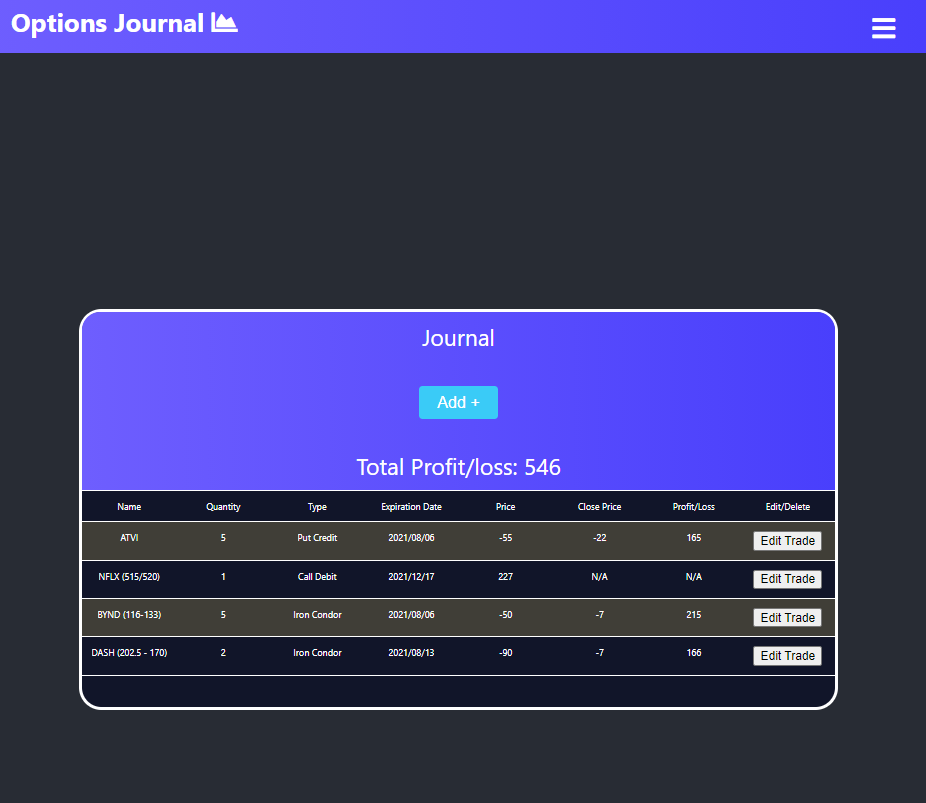 Options Journal
Journal
Add +
Total Profit/loss: 546
Name Quantity Type Expiration Date Price Close Price Profit/Loss Edit/Delete
ATVI 5 Put Credit 2021/08/06 -55 -22 165 Edit Trade
NFLX (515/520) 1 Call Debit 2021/12/17 227 N/A N/A Edit Trade
BYND (116-133) 5 Iron Condor 2021/08/06 -50 -7 215 Edit Trade
DASH (202.5 - 170) 2 Iron Condor 2021/08/13 -90 -7 166 Edit Trade